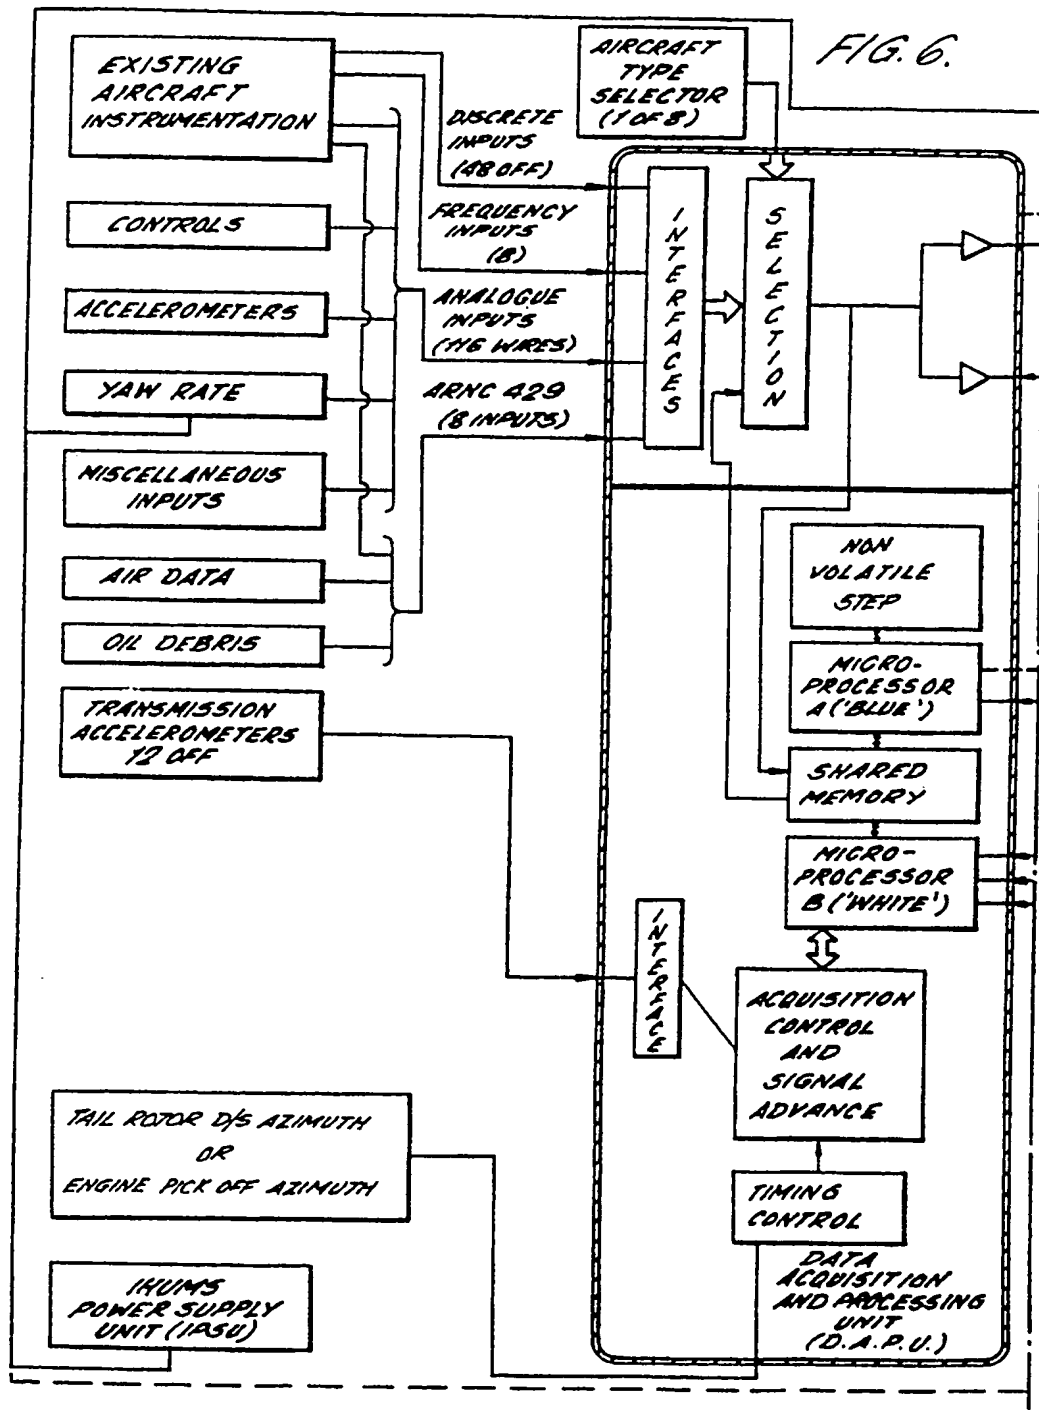 FIG. 6.
EXISTING
AIRCRAFT
INSTRUMENTATION
AIRCRAFT
TYPE
SELECTOR
(1 OF 8)
DISCRETE
INPUTS
(48 OFF)
CONTROLS
FREQUENCY
INPUTS
(8)
ACCELEROMETERS
ANALOGUE
INPUTS
(116 WIRES)
YAW RATE
ARNC 429
(8 INPUTS)
INTERFACES
SELECTION
MISCELLANEOUS
INPUTS
AIR DATA
OIL DEBRIS
TRANSMISSION
ACCELEROMETERS
12 OFF
NON
VOLATILE
STEP
MICRO-
PROCESSOR
A ('BLUE')
SHARED
MEMORY
MICRO-
PROCESSOR
B ('WHITE')
INTERFACE
ACQUISITION
CONTROL
AND
SIGNAL
ADVANCE
TAIL ROTOR D/S AZIMUTH
OR
ENGINE PICK OFF AZIMUTH
TIMING
CONTROL
IHUMS
POWER SUPPLY
UNIT (IPSU)
DATA
ACQUISITION
AND PROCESSING
UNIT
(D.A.P.U.)